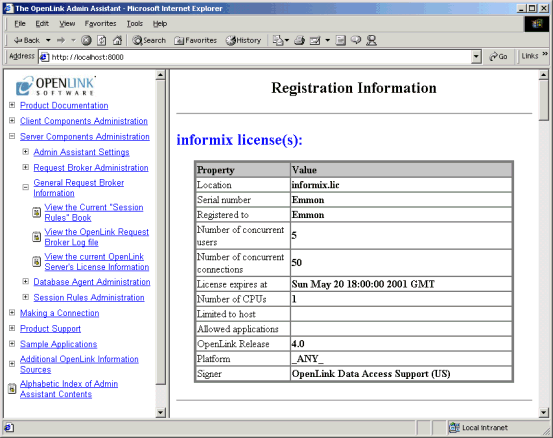 The OpenLink Admin Assistant - Microsoft Internet Explorer
File Edit View Favorites Tools Help
Back Search Favorites History
Address http://localhost:8000 Go Links »
OPENLINK
SOFTWARE
Product Documentation
Client Components Administration
Server Components Administration
Admin Assistant Settings
Request Broker Administration
General Request Broker
Information
View the Current "Session
Rules" Book
View the OpenLink Request
Broker Log file
View the current OpenLink
Server's License Information
Database Agent Administration
Session Rules Administration
Making a Connection
Product Support
Sample Applications
Additional OpenLink Information
Sources
Alphabetic Index of Admin
Assistant Contents
Registration Information
informix license(s):
Property Value
Location informix.lic
Serial number Emmon
Registered to Emmon
Number of concurrent
users 5
Number of concurrent
connections 50
License expires at Sun May 20 18:00:00 2001 GMT
Number of CPUs 1
Limited to host
Allowed applications
OpenLink Release 4.0
Platform _ANY_
Signer OpenLink Data Access Support (US)
Local intranet